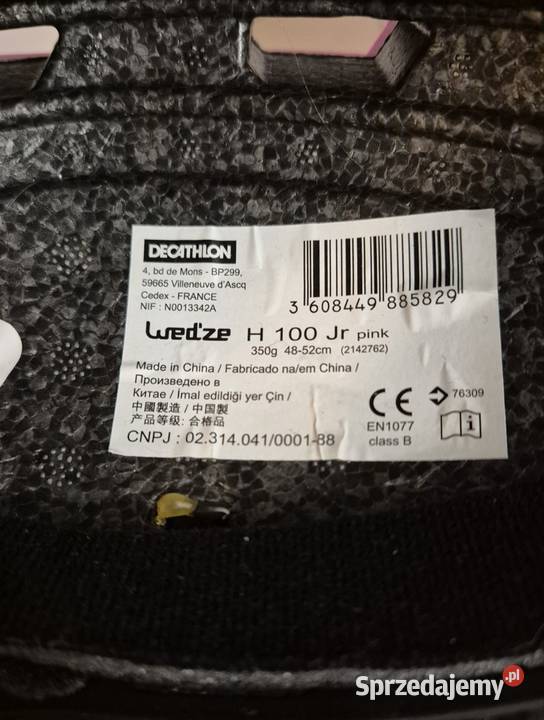 DECATHLON
4, bd de Mons - BP299,
59665 Villeneuve d'Ascq
Cedex - FRANCE
NIF : N0013342A
3 608449 885829
Wed'ze H 100 Jr pink
350g 48-52cm (2142762)
Made in China / Fabricado na/em China /
Произведено в
Китае / İmal edildiği yer Çin /
中國製造 / 中国製
产品等级: 合格品
CNPJ : 02.314.041/0001-88
CE
EN1077
class B
76309
i
Sprzedajemy.pl